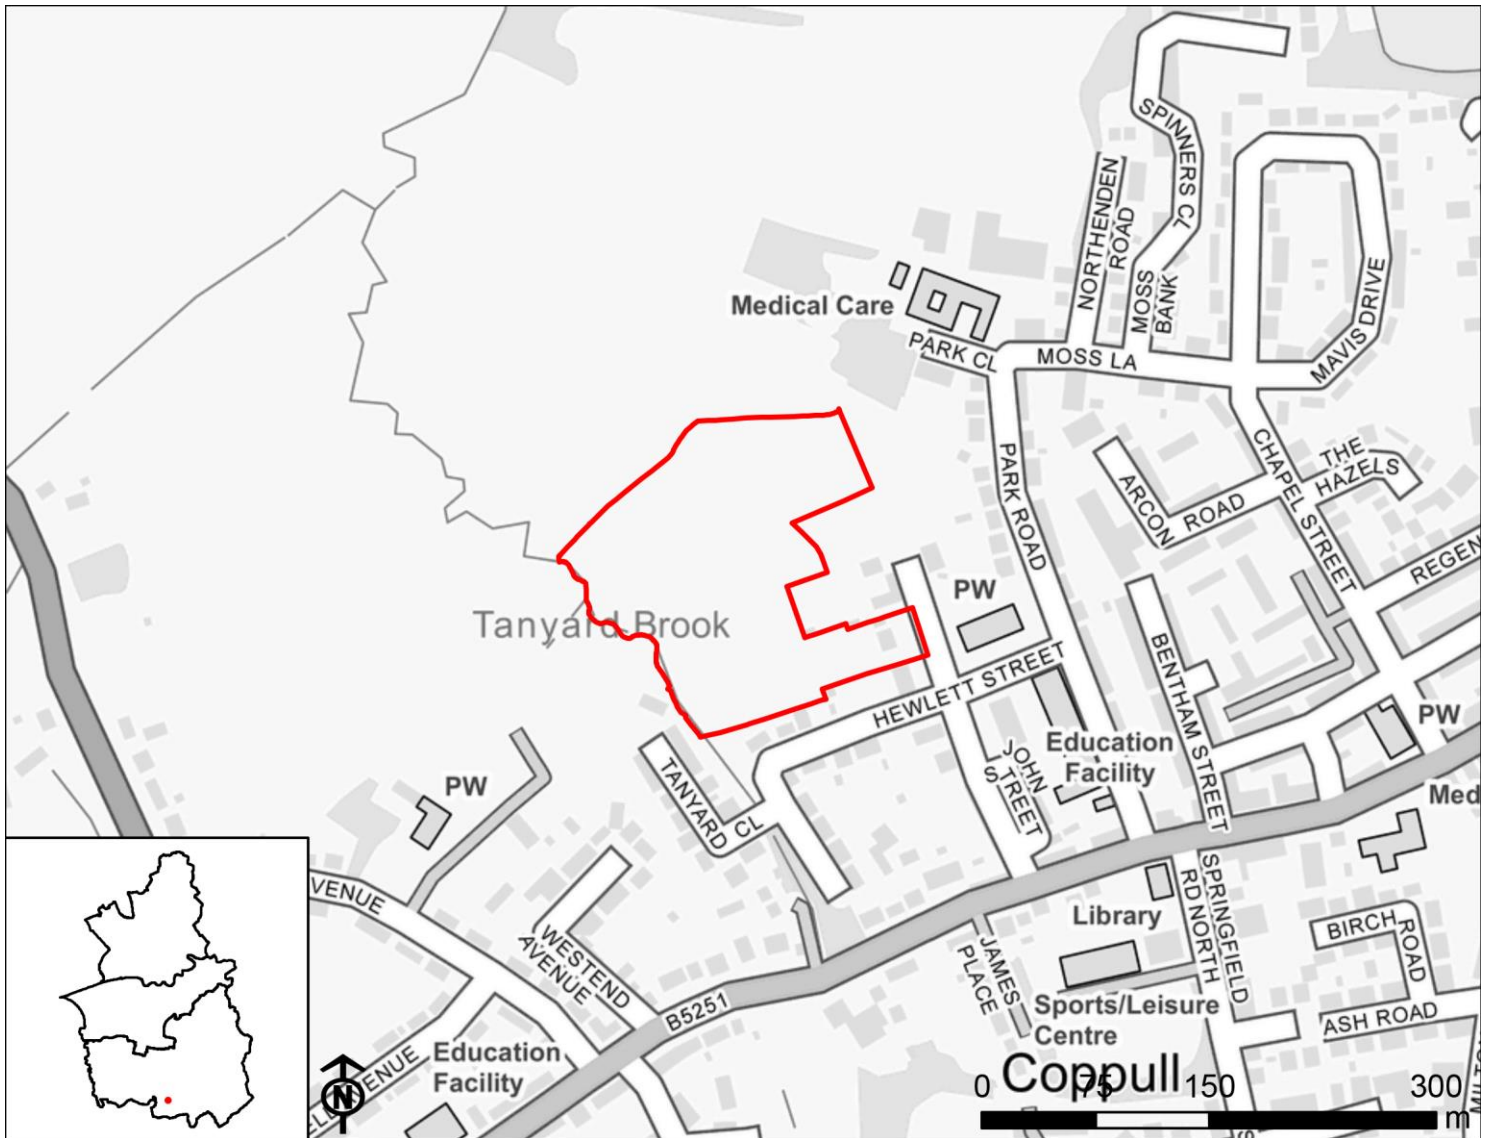 SPINNERS CL
NORTHENDEN
ROAD
MOSS
BANK
MAVIS DRIVE
Medical Care
PARK CL
MOSS LA
PARK ROAD
ARCON
ROAD
CHAPEL STREET
THE
HAZELS
REGEN
Tanyard Brook
PW
HEWLETT STREET
BENTHAM STREET
JOHN
STREET
Education
Facility
PW
Med
TANYARD
CL
PW
VENUE
WESTEND
AVENUE
B5251
ENUE
Education
Facility
Library
JAMES
PLACE
SPRINGFIELD
RD NORTH
BIRCH
ROAD
ASH ROAD
Sports/Leisure
Centre
Coppull
N
0 75 150 300
m